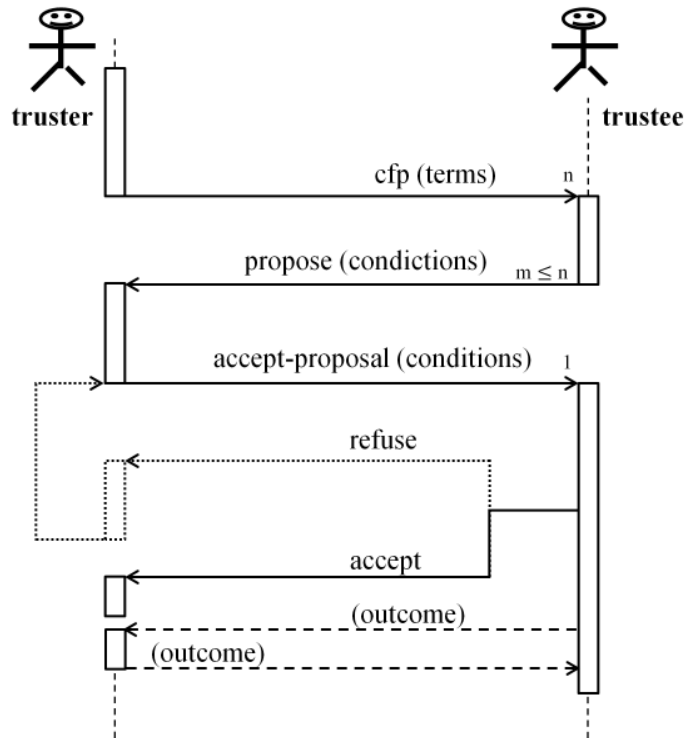 truster
trustee
cfp (terms) n
propose (condictions) m ≤ n
accept-proposal (conditions) 1
refuse
accept
(outcome)
(outcome)